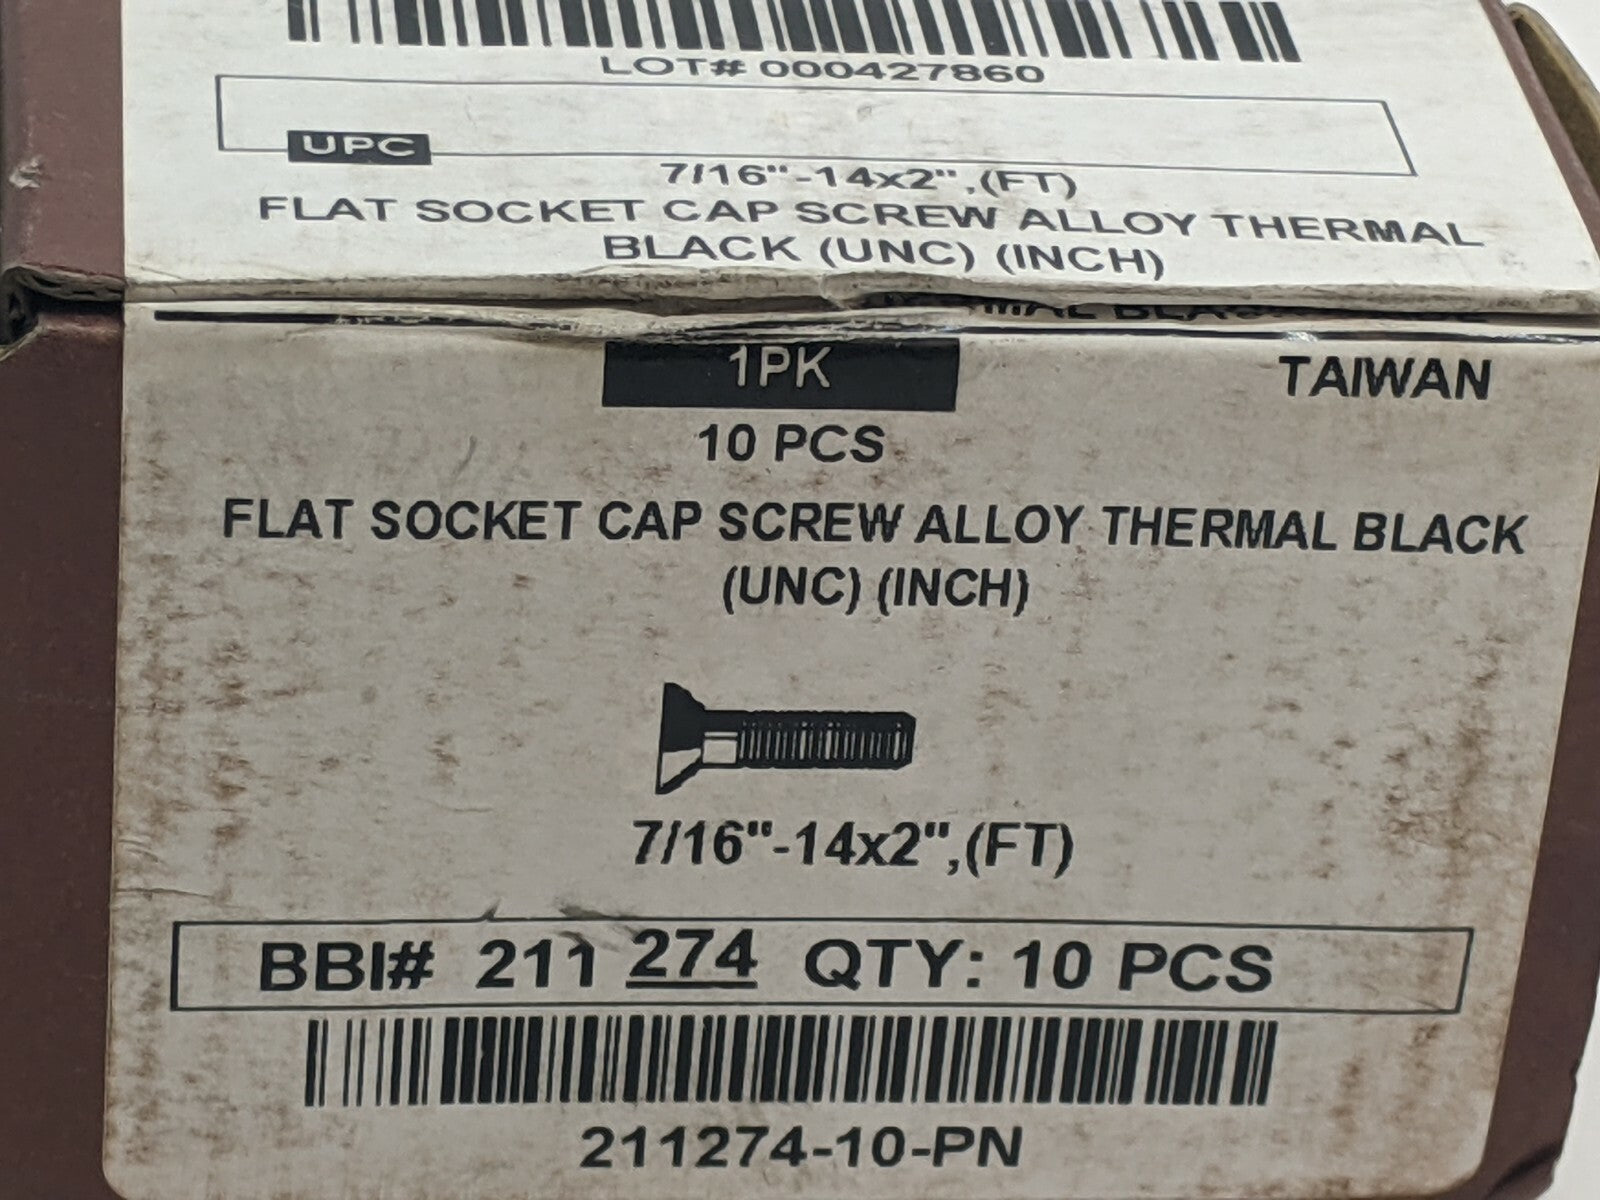 LOT# 000427860
UPC
7/16"-14x2",(FT)
FLAT SOCKET CAP SCREW ALLOY THERMAL
BLACK (UNC) (INCH)
1PK
TAIWAN
10 PCS
FLAT SOCKET CAP SCREW ALLOY THERMAL BLACK
(UNC) (INCH)
7/16"-14x2",(FT)
BBI# 211 274 QTY: 10 PCS
211274-10-PN